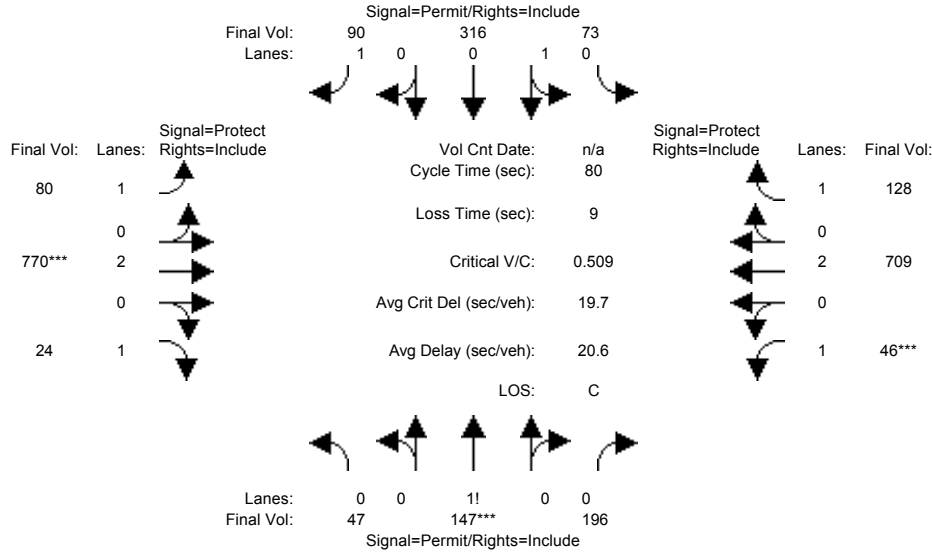 Signal=Permit/Rights=Include
Final Vol: 90 316 73
Lanes: 1 0 0 1 0
Signal=Protect Signal=Protect
Final Vol: Lanes: Rights=Include Vol Cnt Date: n/a Rights=Include Lanes: Final Vol:
Cycle Time (sec): 80
80 1 1 128
Loss Time (sec): 9
0 0
770*** 2 Critical V/C: 0.509 2 709
0 Avg Crit Del (sec/veh): 19.7 0
24 1 Avg Delay (sec/veh): 20.6 1 46***
LOS: C
Lanes: 0 0 1! 0 0
Final Vol: 47 147*** 196
Signal=Permit/Rights=Include